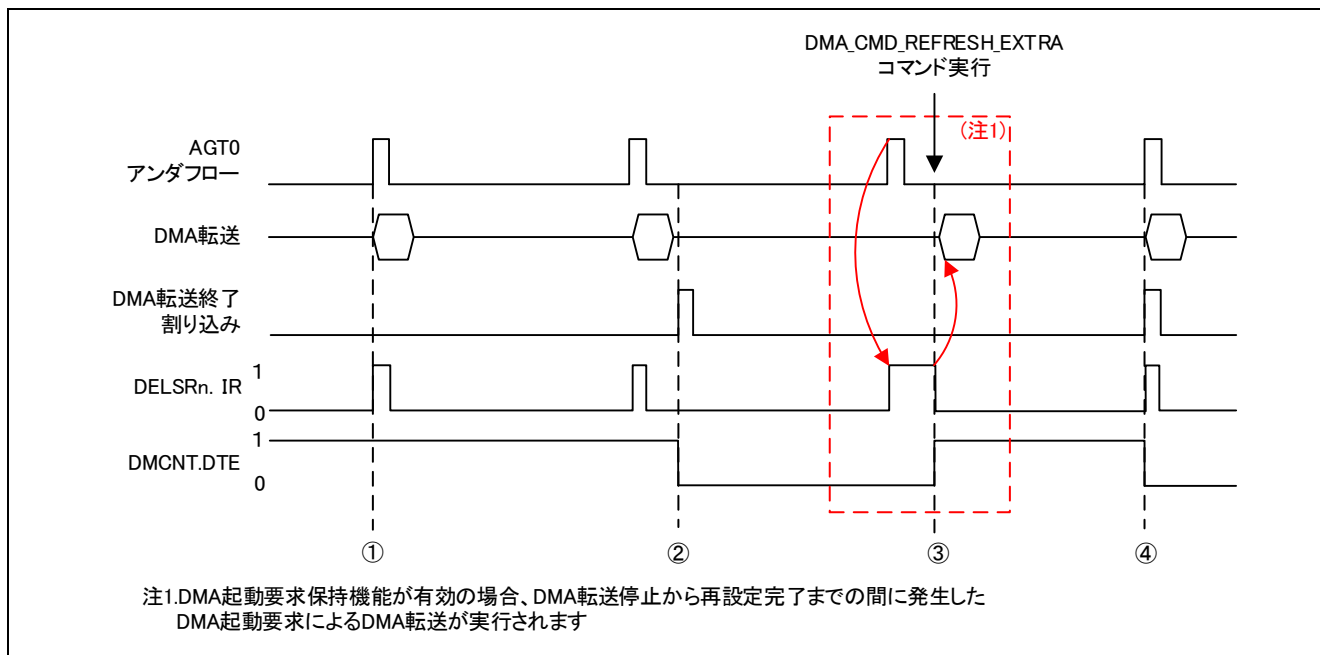 DMA_CMD_REFRESH_EXTRA
コマンド実行
(注1)
AGT0
アンダフロー
DMA転送
DMA転送終了
割り込み
DELSRn. IR
1
0
DMCNT.DTE
1
0
①
②
③
④
注1.DMA起動要求保持機能が有効の場合、DMA転送停止から再設定完了までの間に発生した
DMA起動要求によるDMA転送が実行されます